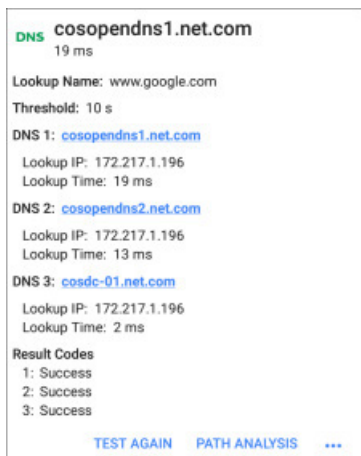 DNS cosopendns1.net.com
19 ms
Lookup Name: www.google.com
Threshold: 10 s
DNS 1: cosopendns1.net.com
Lookup IP: 172.217.1.196
Lookup Time: 19 ms
DNS 2: cosopendns2.net.com
Lookup IP: 172.217.1.196
Lookup Time: 13 ms
DNS 3: cosdc-01.net.com
Lookup IP: 172.217.1.196
Lookup Time: 2 ms
Result Codes
1: Success
2: Success
3: Success
TEST AGAIN PATH ANALYSIS ...